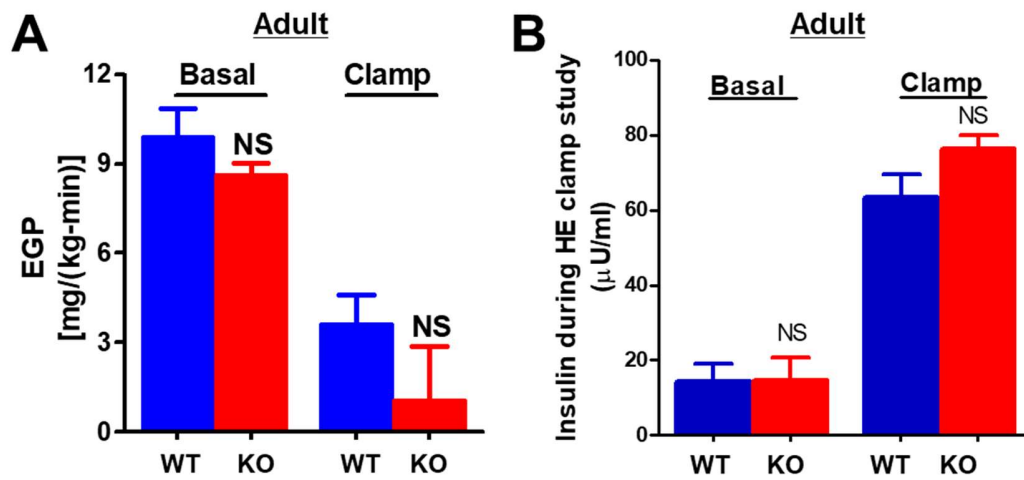 A
Adult
Basal
Clamp
EGP
[mg/(kg-min)]
12
9
6
3
0
NS
NS
WT
KO
WT
KO
B
Adult
Basal
Clamp
Insulin during HE clamp study
(μU/ml)
100
80
60
40
20
0
NS
NS
WT
KO
WT
KO